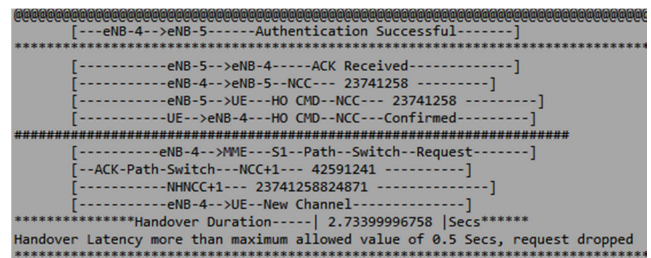 @@@@@@@@@@@@@@@@@@@@@@@@@@@@@@@@@@@@@@@@@@@@@@@@@@@@@@@@@@@@@@@@@@@@@@@@@@@@@@@@
[---eNB-4-->eNB-5------Authentication Successful-------]
********************************************************************************
[-----------eNB-5-->eNB-4-----ACK Received-------------]
[-----------eNB-4-->eNB-5--NCC--- 23741258 ----------]
[-----------eNB-5-->UE---HO CMD--NCC--- 23741258 ---------]
[-----------UE-->eNB-4---HO CMD--NCC---Confirmed---------]
######################################################################
[----------eNB-4-->MME---S1--Path--Switch--Request-------]
[--ACK-Path-Switch---NCC+1--- 42591241 ----------]
[-----------NHNCC+1--- 23741258824871 --------------]
[-----------eNB-4-->UE--New Channel--------------]
***************Handover Duration-----| 2.73399996758 |Secs******
Handover Latency more than maximum allowed value of 0.5 Secs, request dropped
********************************************************************************